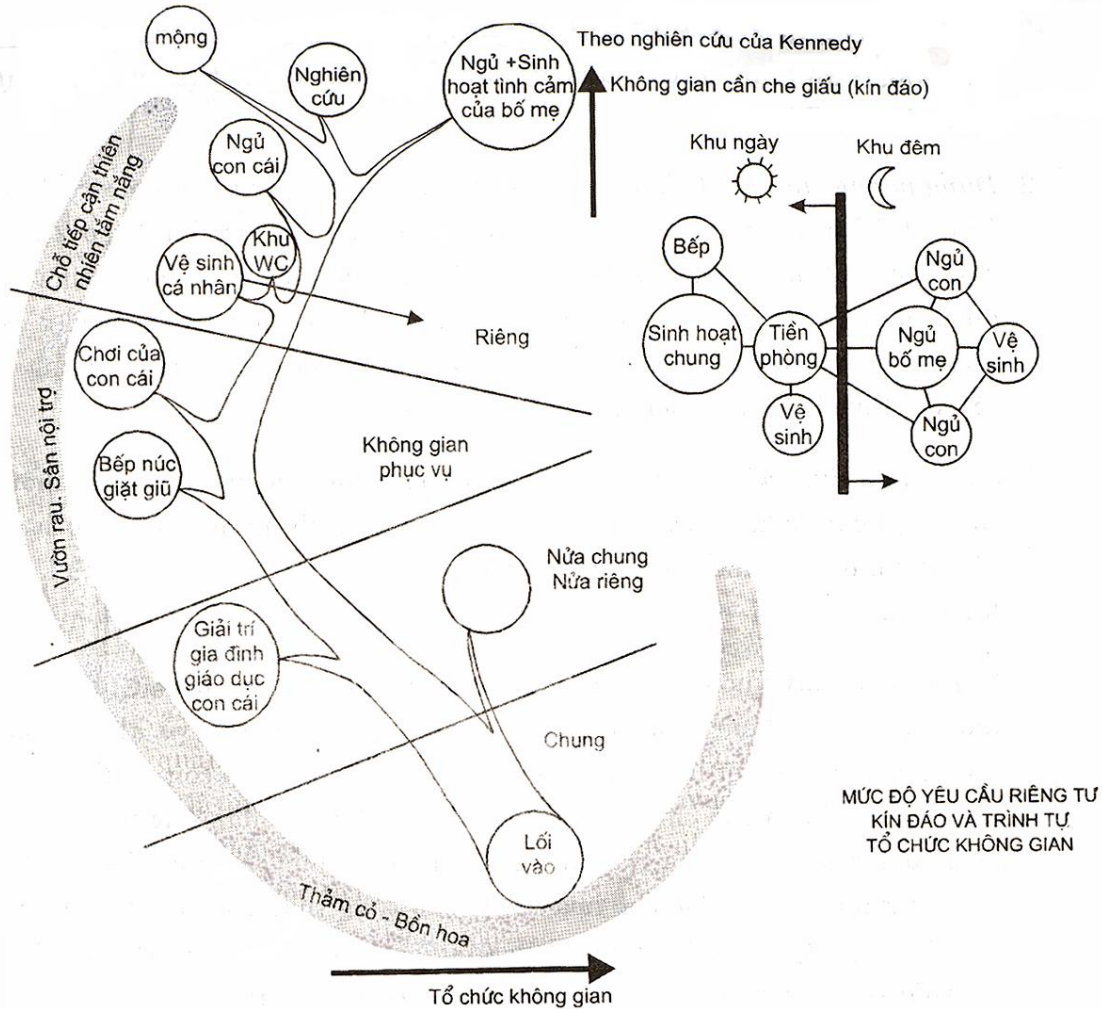 mộng
Nghiên
cứu
Ngủ +Sinh
hoạt tình cảm
của bố mẹ
Theo nghiên cứu của Kennedy
Không gian cần che giấu (kín đáo)
Ngủ
con cái
Khu
WC
Vệ sinh
cá nhân
Chỗ tiếp cận thiên
nhiên tắm nắng
Khu ngày
Khu đêm
Bếp
Sinh hoạt
chung
Tiền
phòng
Vệ
sinh
Ngủ
con
Ngủ
bố mẹ
Vệ
sinh
Ngủ
con
Riêng
Chơi của
con cái
Không gian
phục vụ
Bếp núc
giặt giũ
Vườn rau. Sân nội trợ
Nửa chung
Nửa riêng
Giải trí
gia đình
giáo dục
con cái
Chung
Lối
vào
MỨC ĐỘ YÊU CẦU RIÊNG TƯ
KÍN ĐÁO VÀ TRÌNH TỰ
TỔ CHỨC KHÔNG GIAN
Thảm cỏ - Bồn hoa
Tổ chức không gian